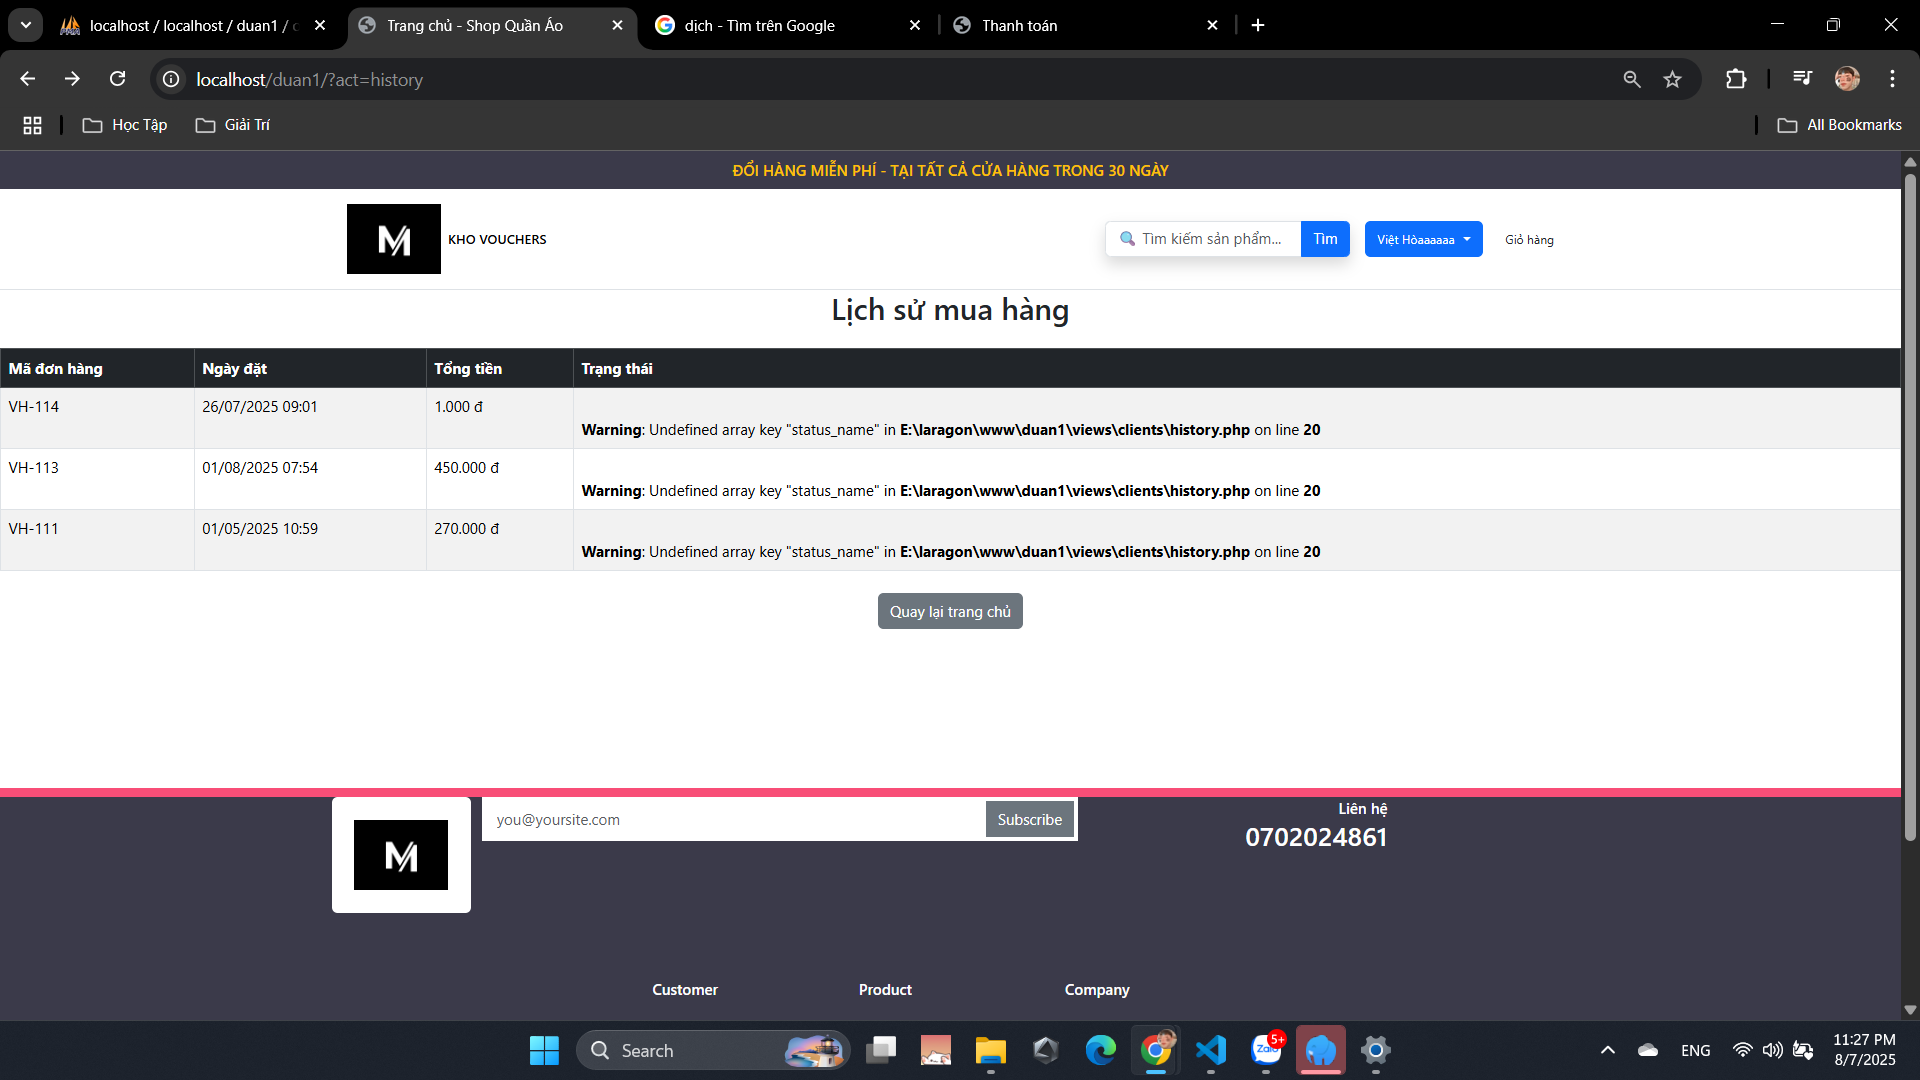 localhost / localhost / duan1 /
Trang chủ - Shop Quần Áo
dịch - Tìm trên Google
Thanh toán
localhost/duan1/?act=history
Học Tập
Giải Trí
All Bookmarks
ĐỔI HÀNG MIỄN PHÍ - TẠI TẤT CẢ CỬA HÀNG TRONG 30 NGÀY
M
KHO VOUCHERS
Tìm kiếm sản phẩm...
Tìm
Việt Hòaaaaaa
Giỏ hàng
Lịch sử mua hàng
Mã đơn hàng
Ngày đặt
Tổng tiền
Trạng thái
VH-114
26/07/2025 09:01
1.000 đ
Warning: Undefined array key "status_name" in E:\laragon\www\duan1\views\clients\history.php on line 20
VH-113
01/08/2025 07:54
450.000 đ
Warning: Undefined array key "status_name" in E:\laragon\www\duan1\views\clients\history.php on line 20
VH-111
01/05/2025 10:59
270.000 đ
Warning: Undefined array key "status_name" in E:\laragon\www\duan1\views\clients\history.php on line 20
Quay lại trang chủ
M
you@yoursite.com
Subscribe
Liên hệ
0702024861
Customer
Product
Company
Search
Zalo
5+
ENG
11:27 PM
8/7/2025